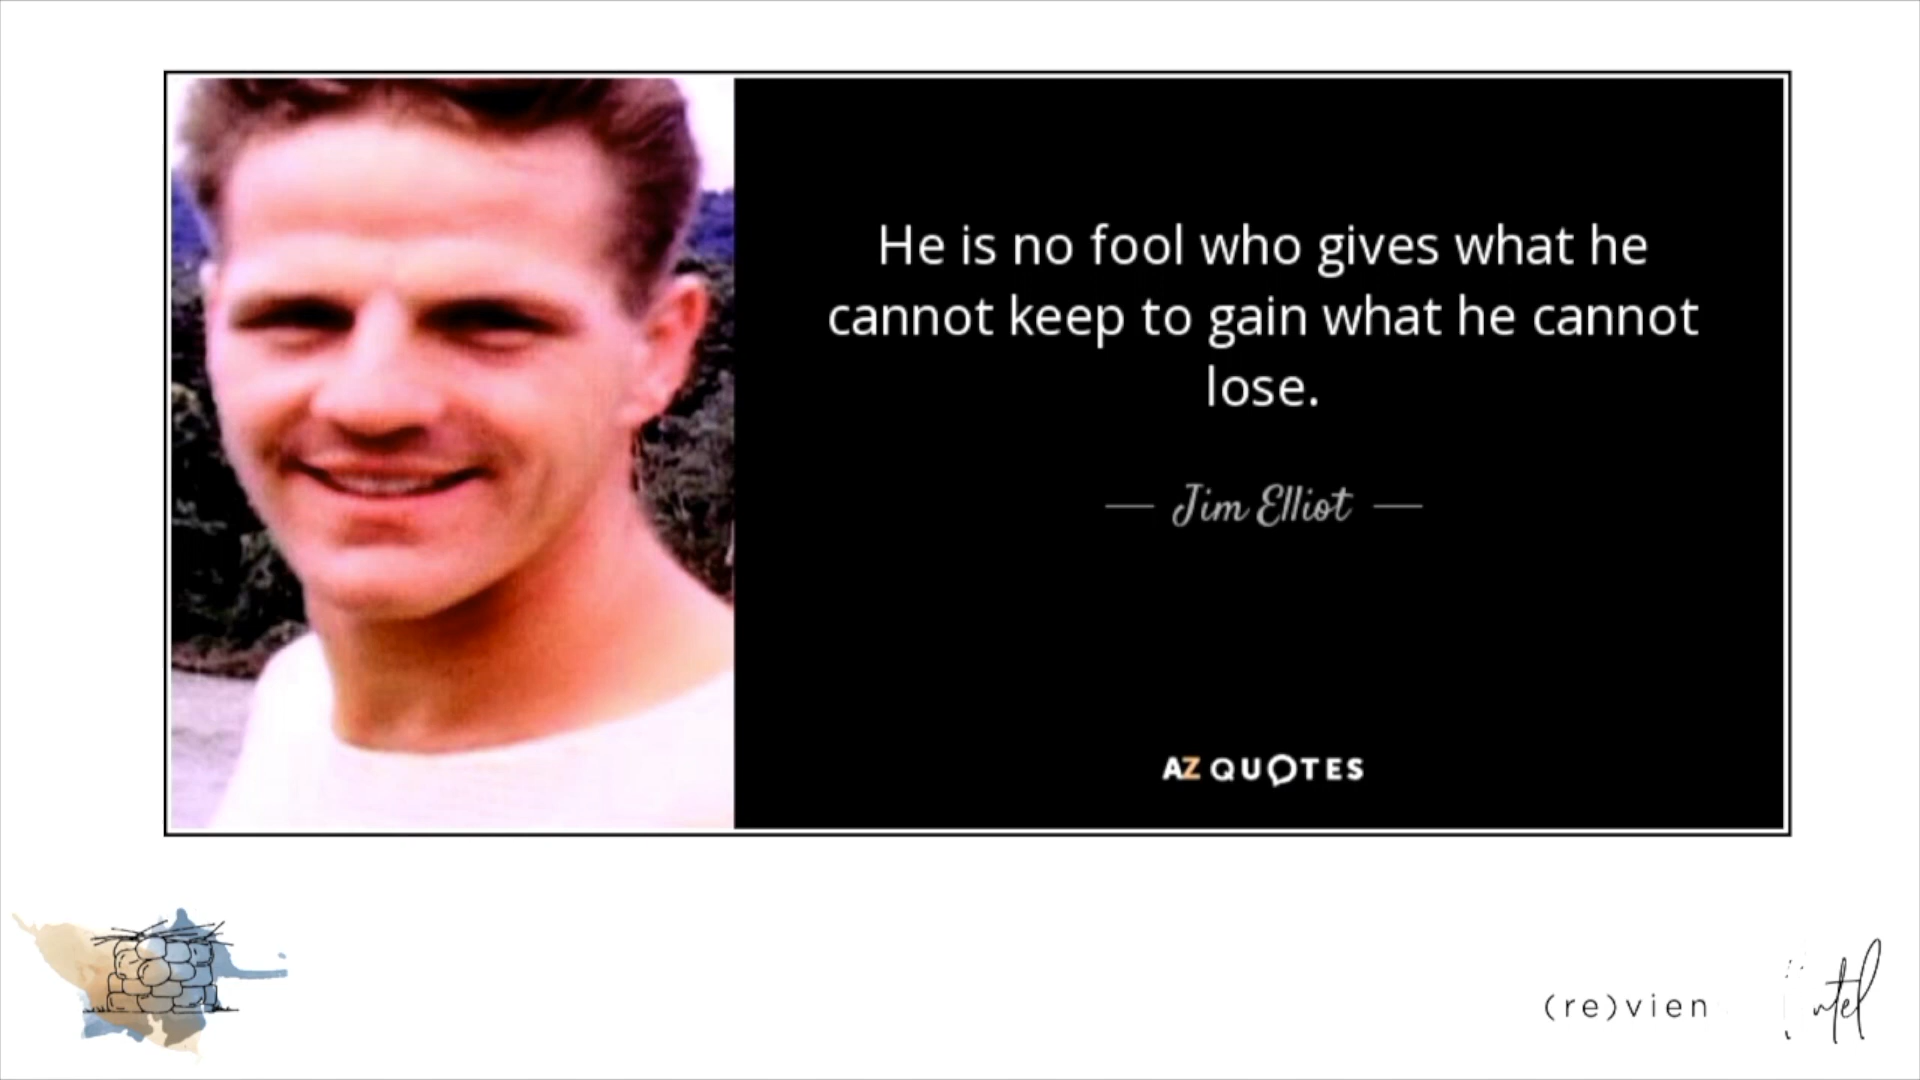 He is no fool who gives what he
cannot keep to gain what he cannot
lose.
— Jim Elliot —
AZ QUOTES
(re)vien